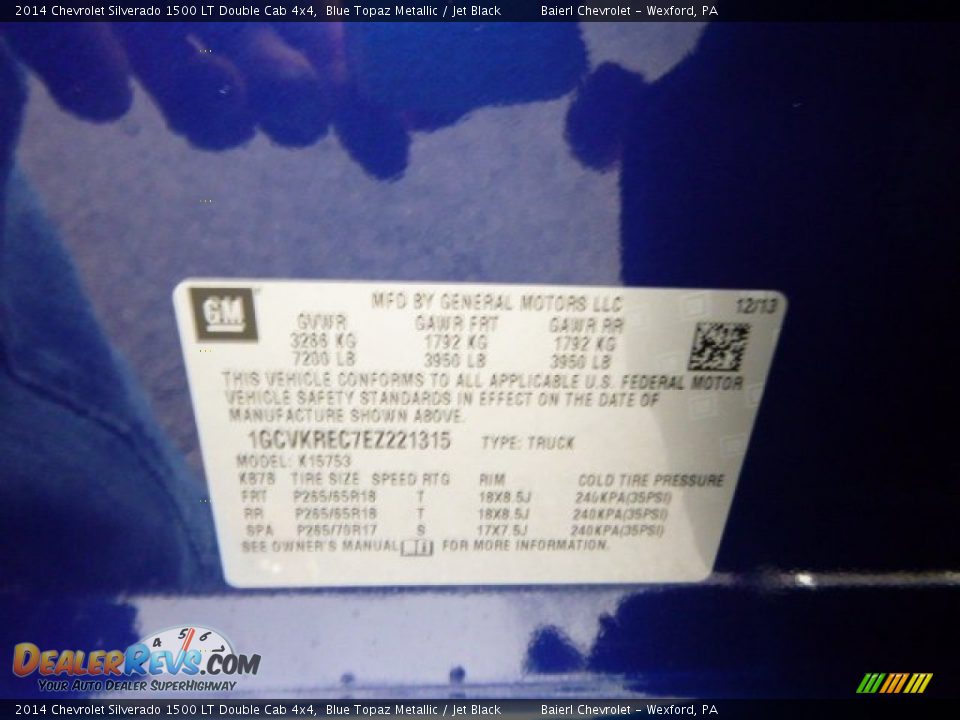 2014 Chevrolet Silverado 1500 LT Double Cab 4x4, Blue Topaz Metallic / Jet Black Baierl Chevrolet - Wexford, PA
GM
MFD BY GENERAL MOTORS LLC 12/13
GVWR GAWR FRT GAWR RR
3266 KG 1792 KG 1792 KG
7200 LB 3950 LB 3950 LB
THIS VEHICLE CONFORMS TO ALL APPLICABLE U.S. FEDERAL MOTOR
VEHICLE SAFETY STANDARDS IN EFFECT ON THE DATE OF
MANUFACTURE SHOWN ABOVE.
1GCVKREC7EZ221315 TYPE: TRUCK
MODEL: K15753
K878 TIRE SIZE SPEED RTG RIM COLD TIRE PRESSURE
FRT P265/65R18 T 18X8.5J 240KPA(35PSI)
RR P265/65R18 T 18X8.5J 240KPA(35PSI)
SPA P265/70R17 S 17X7.5J 240KPA(35PSI)
SEE OWNER'S MANUAL FOR MORE INFORMATION.
4 5 6
DEALERREVS.COM
YOUR AUTO DEALER SUPERHIGHWAY
2014 Chevrolet Silverado 1500 LT Double Cab 4x4, Blue Topaz Metallic / Jet Black Baierl Chevrolet - Wexford, PA